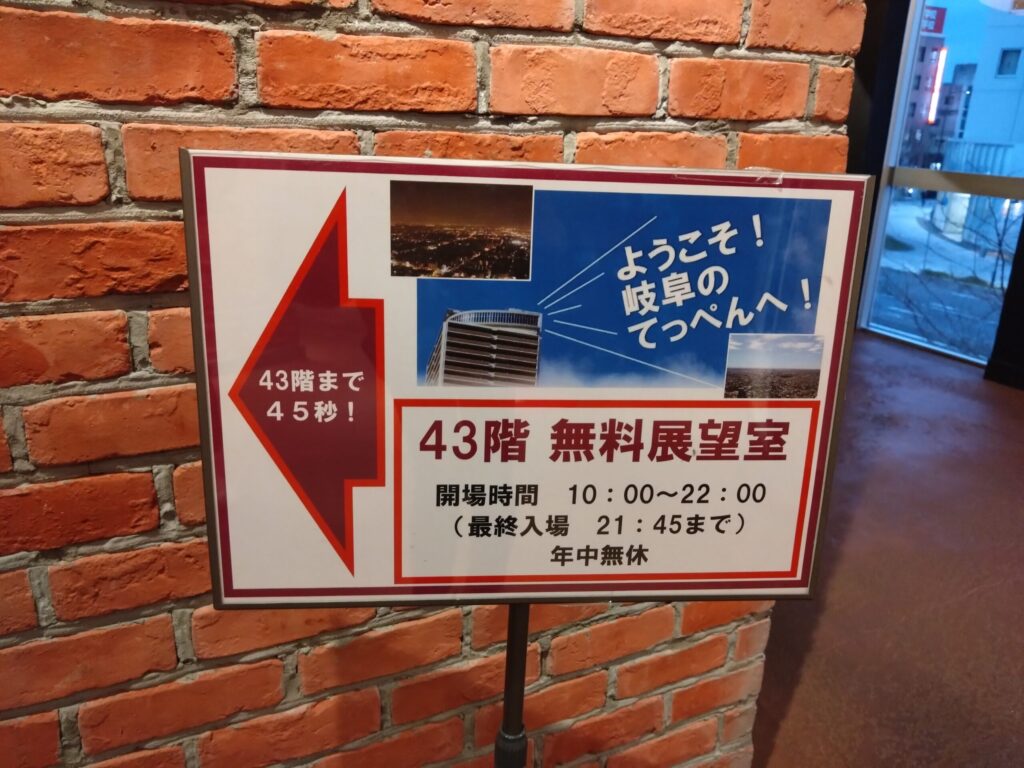 ようこそ！
岐阜の
てっぺんへ！
43階まで
４５秒！
43階 無料展望室
開場時間　10：00～22：00
（最終入場　21：45まで）
年中無休